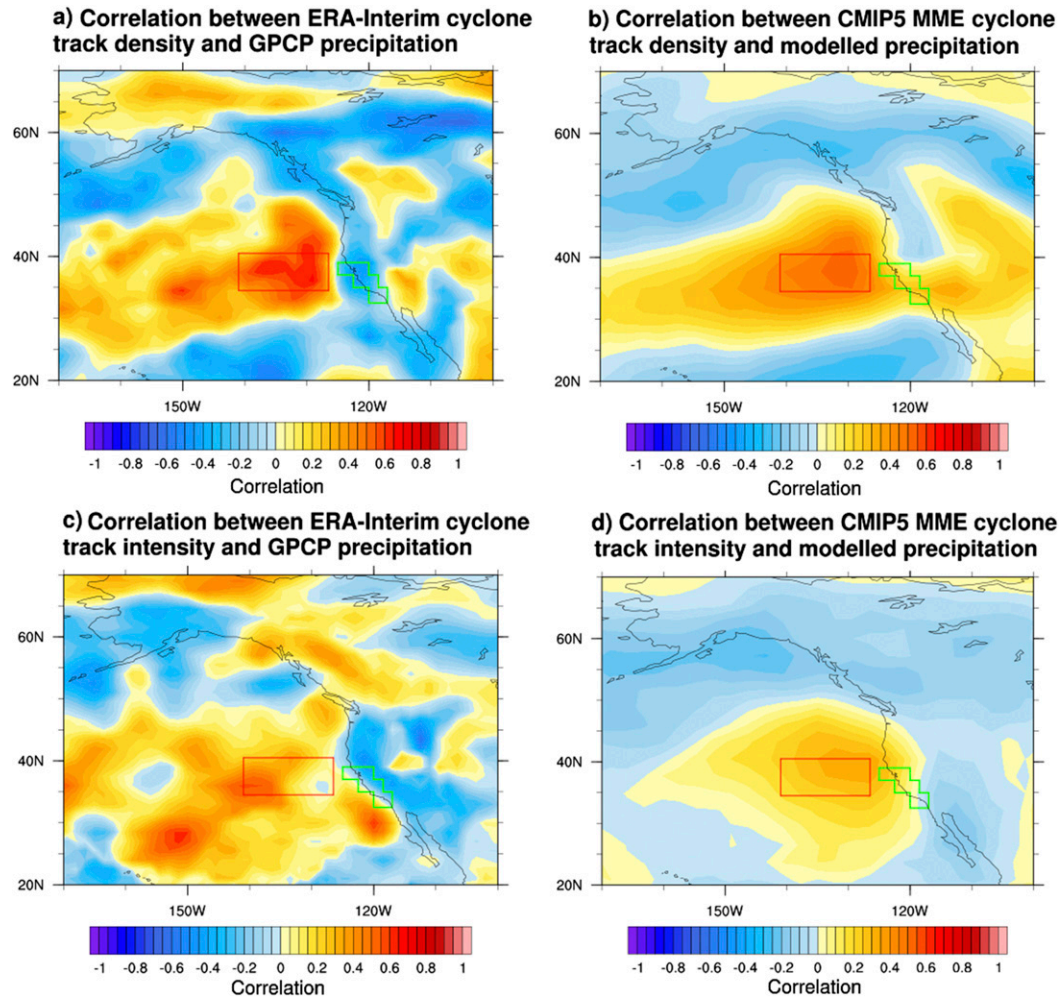 a) Correlation between ERA-Interim cyclone
track density and GPCP precipitation
60N
40N
20N
150W 120W
-1 -0.8 -0.6 -0.4 -0.2 0 0.2 0.4 0.6 0.8 1
Correlation
b) Correlation between CMIP5 MME cyclone
track density and modelled precipitation
60N
40N
20N
150W 120W
-1 -0.8 -0.6 -0.4 -0.2 0 0.2 0.4 0.6 0.8 1
Correlation
c) Correlation between ERA-Interim cyclone
track intensity and GPCP precipitation
60N
40N
20N
150W 120W
-1 -0.8 -0.6 -0.4 -0.2 0 0.2 0.4 0.6 0.8 1
Correlation
d) Correlation between CMIP5 MME cyclone
track intensity and modelled precipitation
60N
40N
20N
150W 120W
-1 -0.8 -0.6 -0.4 -0.2 0 0.2 0.4 0.6 0.8 1
Correlation